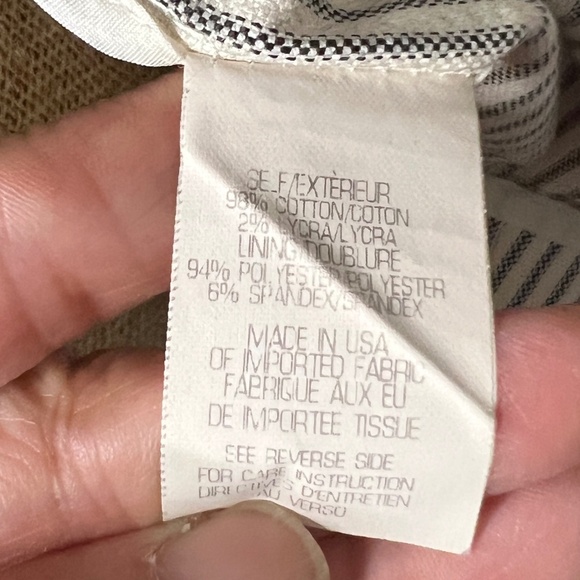 SELF/EXTÈRIEUR
98% COTTON/COTON
2% LYCRA/LYCRA
LINING/DOUBLURE
94% POLYESTER/POLYESTER
6% SPANDEX/SPANDEX
MADE IN USA
OF IMPORTED FABRIC
FABRIQUE AUX EU
DE IMPORTEE TISSUE
SEE REVERSE SIDE
FOR CARE INSTRUCTION
DIRECTIVES D'ENTRETIEN
AU VERSO